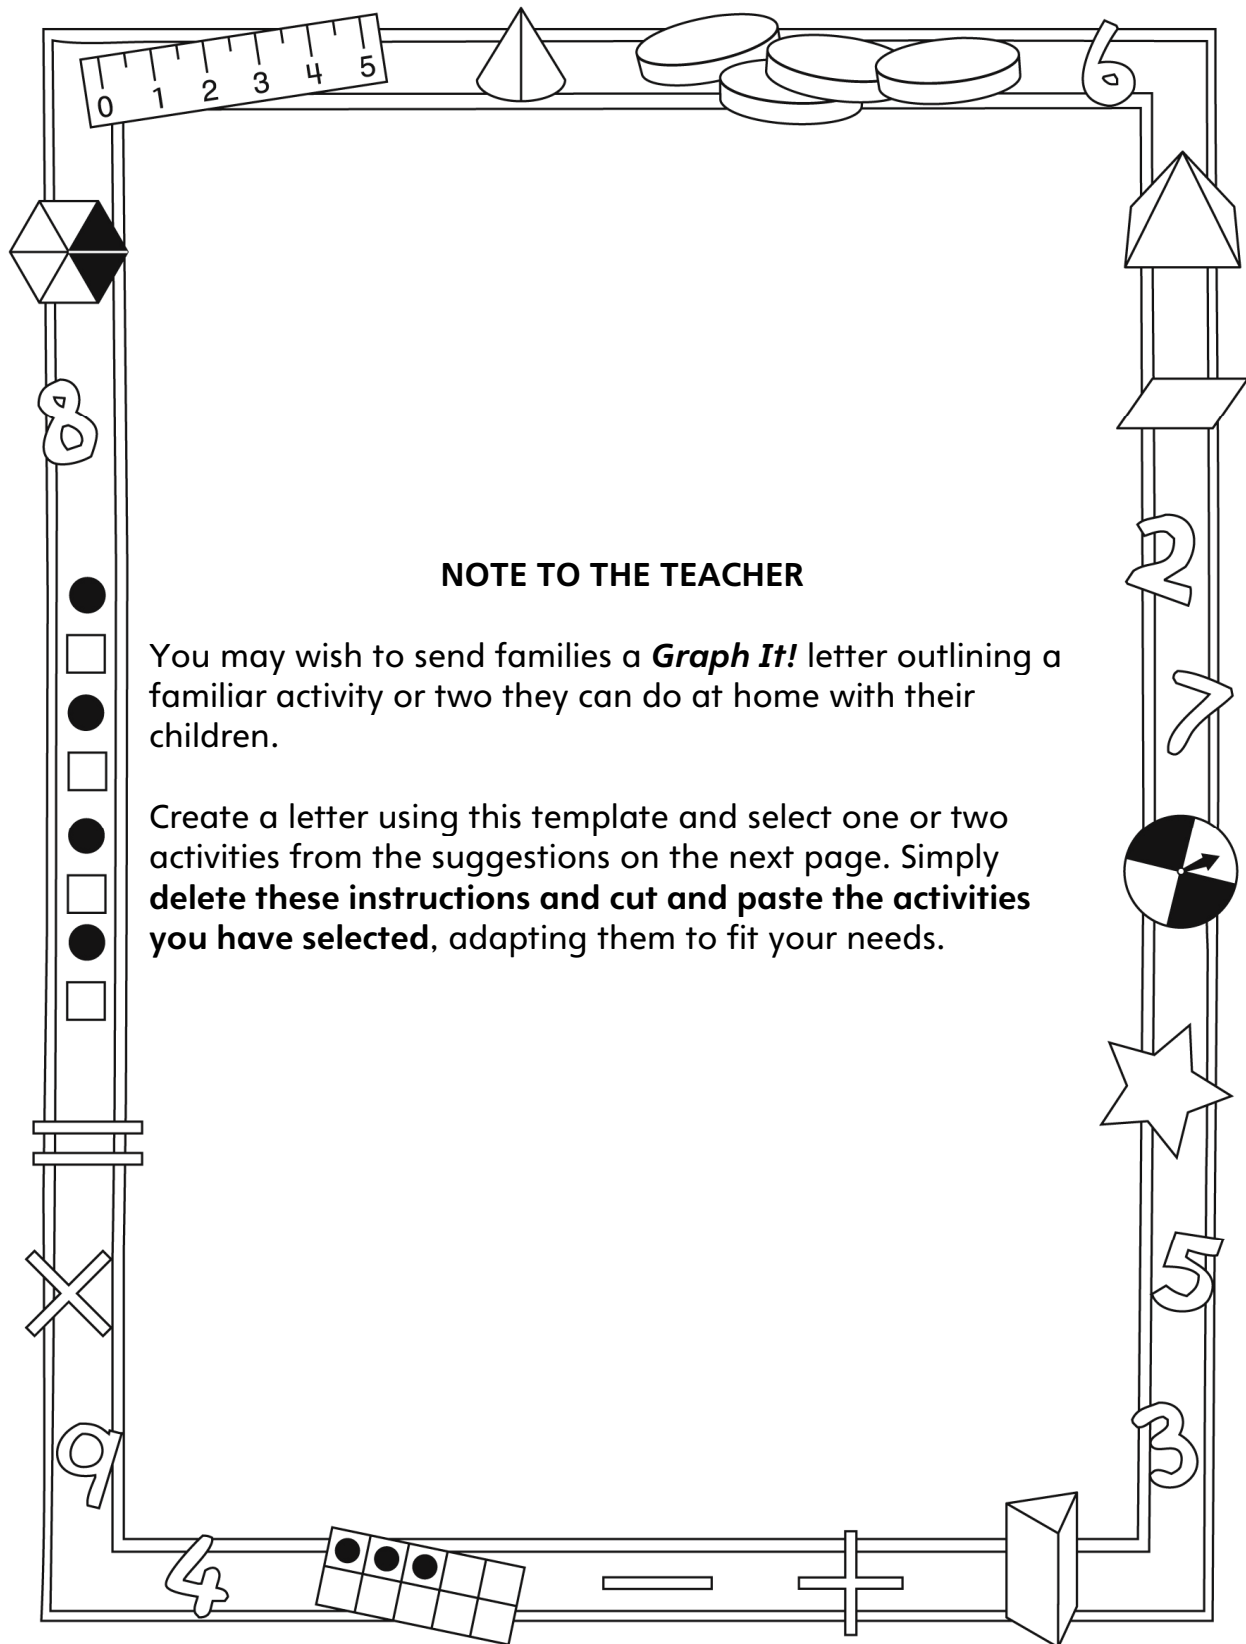 0 1 2 3 4 5
6
8
2
7
5
3
9
4
NOTE TO THE TEACHER
You may wish to send families a Graph It! letter outlining a
familiar activity or two they can do at home with their
children.
Create a letter using this template and select one or two
activities from the suggestions on the next page. Simply
delete these instructions and cut and paste the activities
you have selected, adapting them to fit your needs.